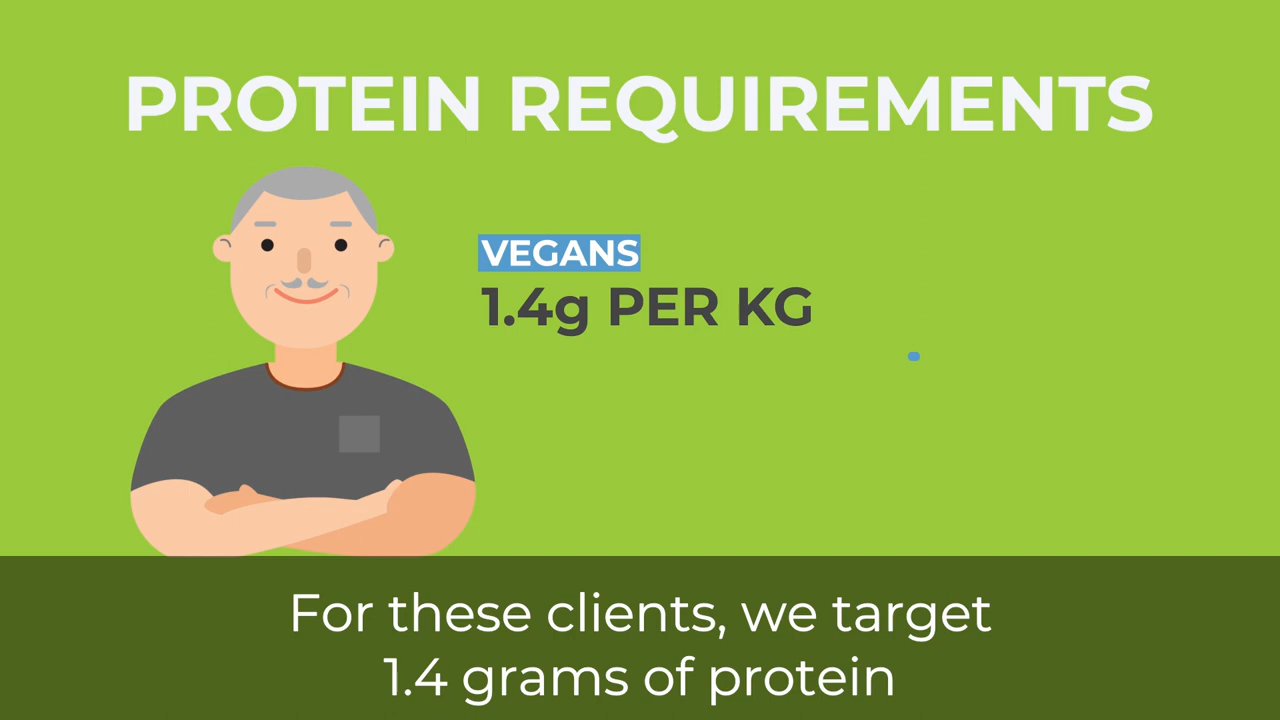 PROTEIN REQUIREMENTS
VEGANS
1.4g PER KG
For these clients, we target
1.4 grams of protein